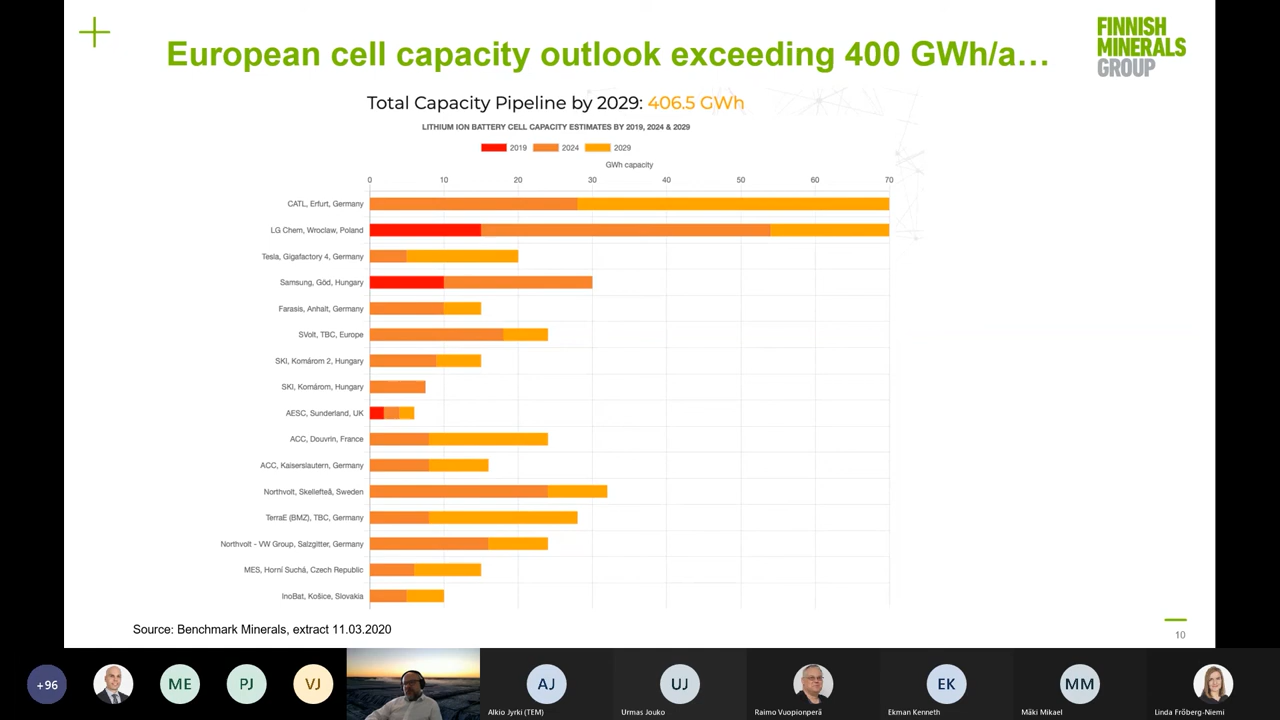 European cell capacity outlook exceeding 400 GWh/a…
FINNISH
MINERALS
GROUP
Total Capacity Pipeline by 2029: 406.5 GWh
LITHIUM ION BATTERY CELL CAPACITY ESTIMATES BY 2019, 2024 & 2029
2019 2024 2029
GWh capacity
0 10 20 30 40 50 60 70
CATL, Erfurt, Germany
LG Chem, Wroclaw, Poland
Tesla, Gigafactory 4, Germany
Samsung, Göd, Hungary
Farasis, Anhalt, Germany
SVolt, TBC, Europe
SKI, Komárom 2, Hungary
SKI, Komárom, Hungary
AESC, Sunderland, UK
ACC, Douvrin, France
ACC, Kaiserslautern, Germany
Northvolt, Skellefteå, Sweden
TerraE (BMZ), TBC, Germany
Northvolt - VW Group, Salzgitter, Germany
MES, Horní Suchá, Czech Republic
InoBat, Košice, Slovakia
Source: Benchmark Minerals, extract 11.03.2020
10
+96 ME PJ VJ AJ UJ EK MM
Alkio Jyrki (TEM) Urmas Jouko Raimo Vuopionperä Ekman Kenneth Mäki Mikael Linda Fröberg-Niemi